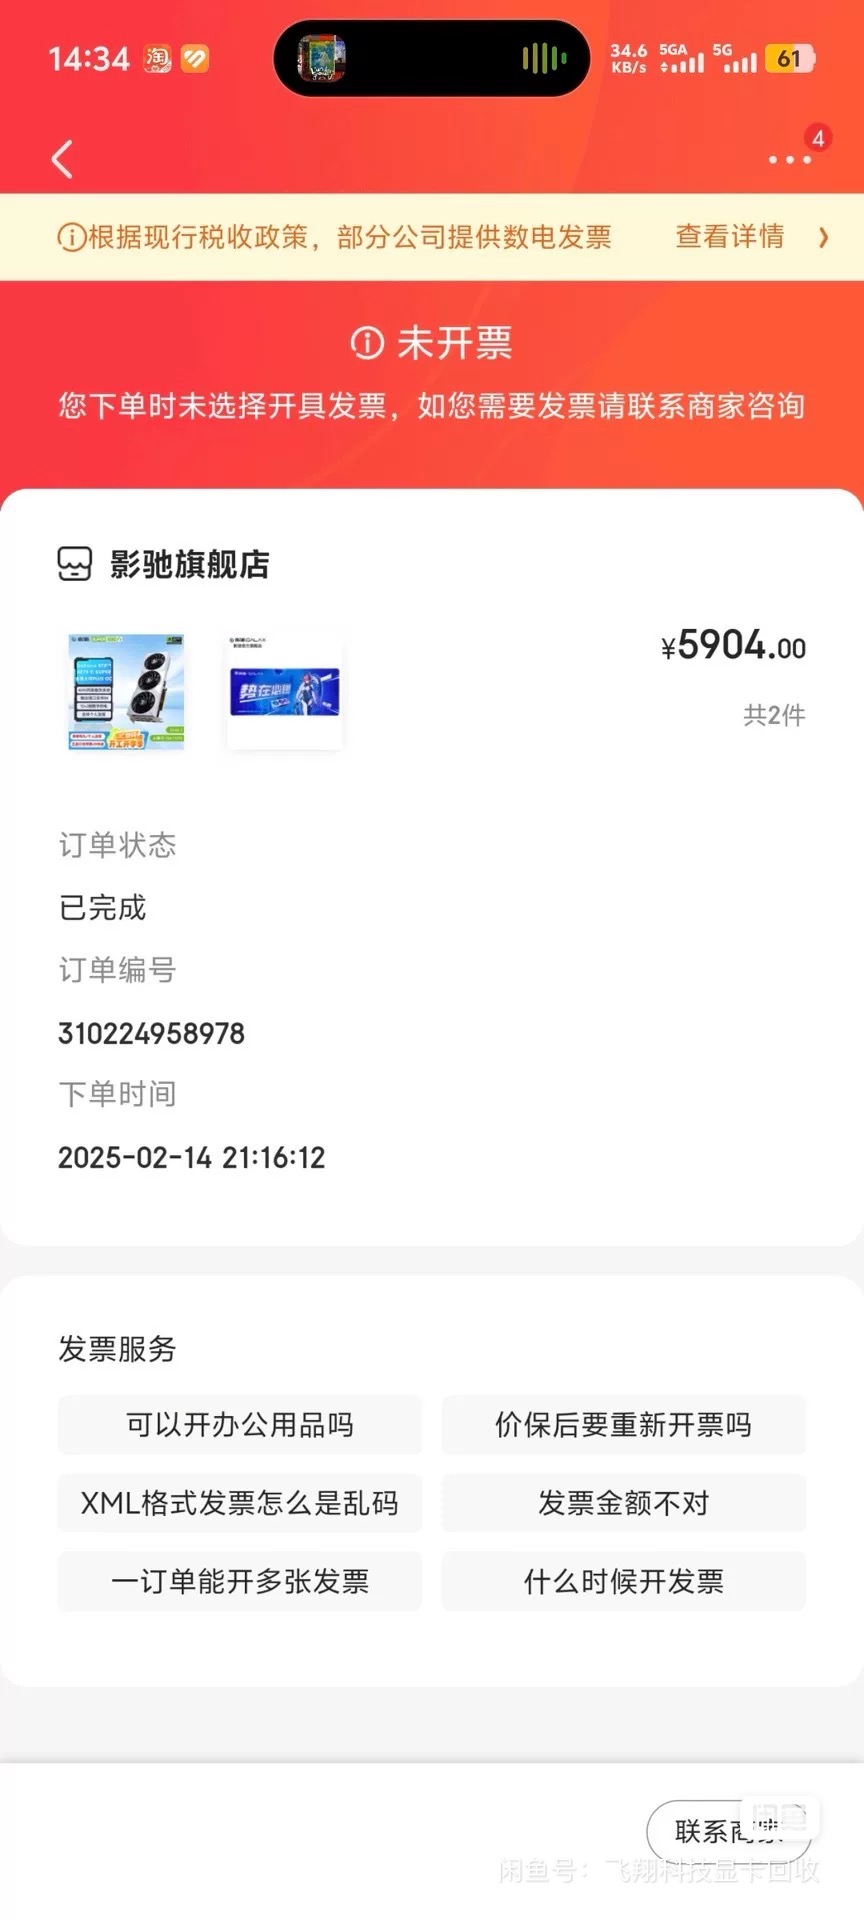 14:34
淘
34.6 KB/s 5GA 5G 61
4
根据现行税收政策，部分公司提供数电发票 查看详情
未开票
您下单时未选择开具发票，如您需要发票请联系商家咨询
影驰旗舰店
势在必得
¥5904.00
共2件
订单状态
已完成
订单编号
310224958978
下单时间
2025-02-14 21:16:12
发票服务
可以开办公用品吗 价保后要重新开票吗
XML格式发票怎么是乱码 发票金额不对
一订单能开多张发票 什么时候开发票
联系商家
闲鱼号：飞翔科技显卡回收